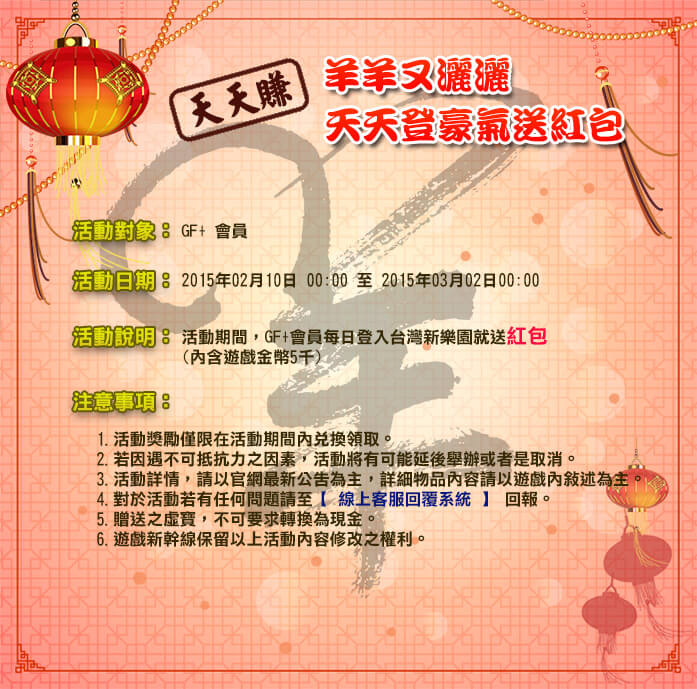 天天賺
羊羊又灑灑
天天登豪氣送紅包
活動對象： GF+ 會員
活動日期： 2015年02月10日 00:00 至 2015年03月02日00:00
活動說明： 活動期間，GF+會員每日登入台灣新樂園就送紅包
(內含遊戲金幣5千)
注意事項：
1. 活動獎勵僅限在活動期間內兌換領取。
2. 若因遇不可抵抗力之因素，活動將有可能延後舉辦或者是取消。
3. 活動詳情，請以官網最新公告為主，詳細物品內容請以遊戲內敘述為主。
4. 對於活動若有任何問題請至【 線上客服回覆系統 】 回報。
5. 贈送之虛寶，不可要求轉換為現金。
6. 遊戲新幹線保留以上活動內容修改之權利。